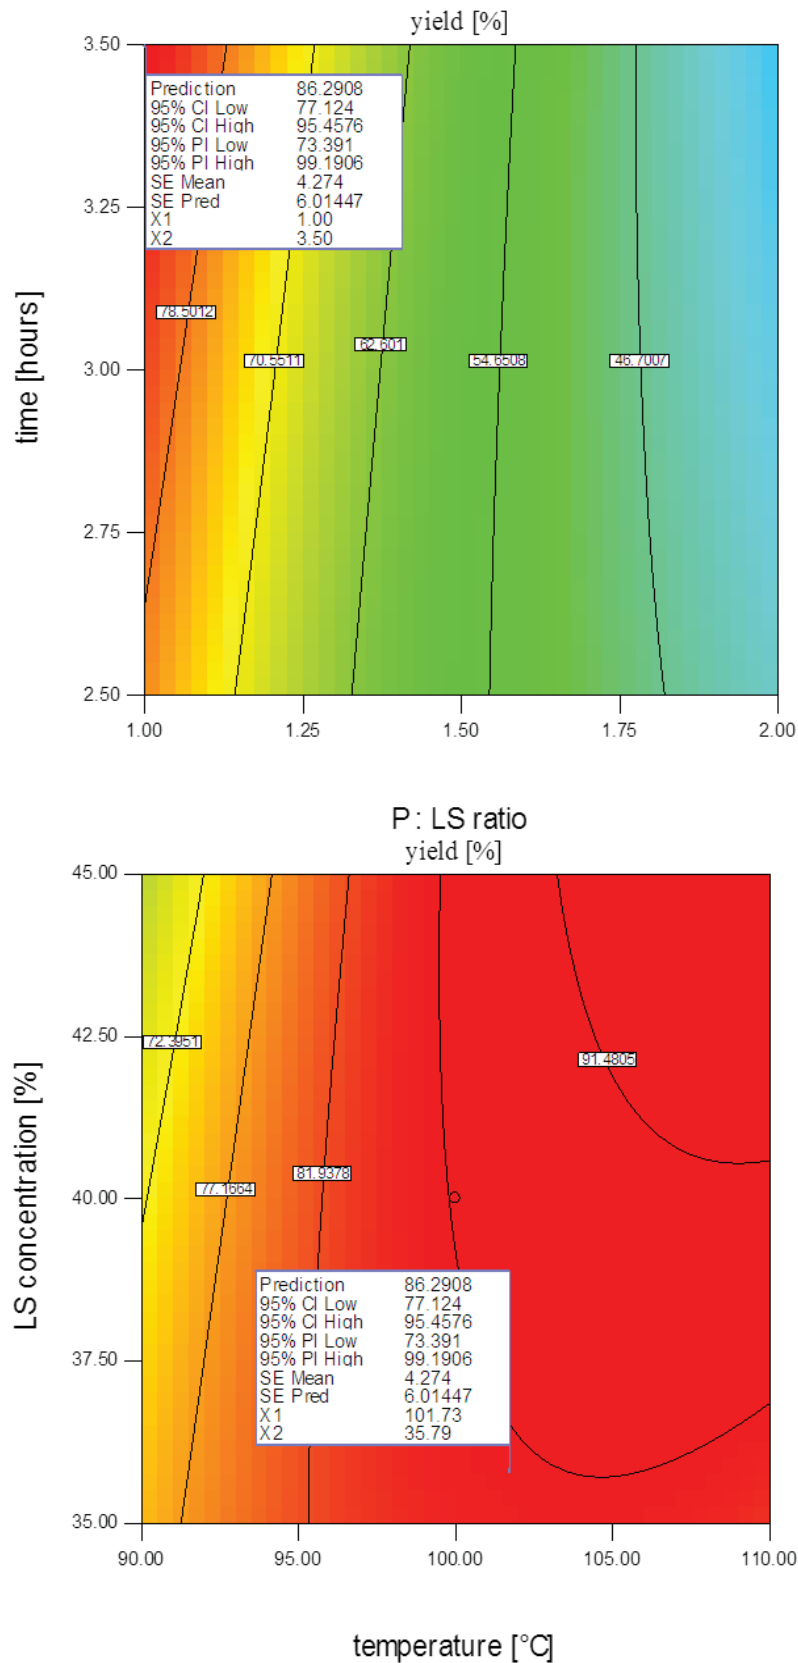 yield [%]
3.50
Prediction 86.2908
95% CI Low 77.124
95% CI High 95.4576
95% PI Low 73.391
95% PI High 99.1906
SE Mean 4.274
SE Pred 6.01447
X1 1.00
X2 3.50
3.25
78.5012
62.601
70.5511
54.6508
46.7007
3.00
time [hours]
2.75
2.50
1.00 1.25 1.50 1.75 2.00
P: LS ratio
yield [%]
45.00
42.50
72.3951
91.4805
81.9378
77.1664
40.00
LS concentration [%]
Prediction 86.2908
95% CI Low 77.124
95% CI High 95.4576
95% PI Low 73.391
95% PI High 99.1906
SE Mean 4.274
SE Pred 6.01447
X1 101.73
X2 35.79
37.50
35.00
90.00 95.00 100.00 105.00 110.00
temperature [°C]